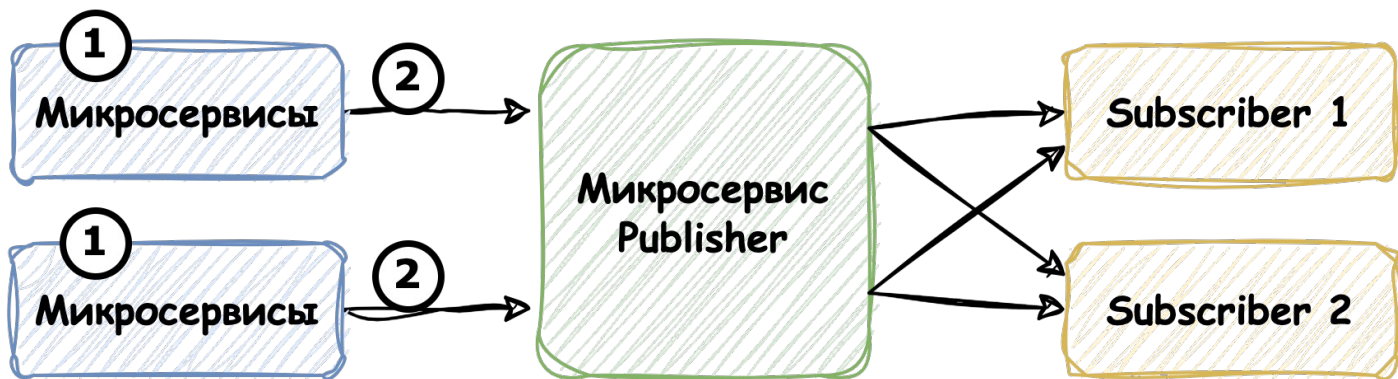 1
Микросервисы
2
Микросервис
Publisher
Subscriber 1
1
Микросервисы
2
Subscriber 2